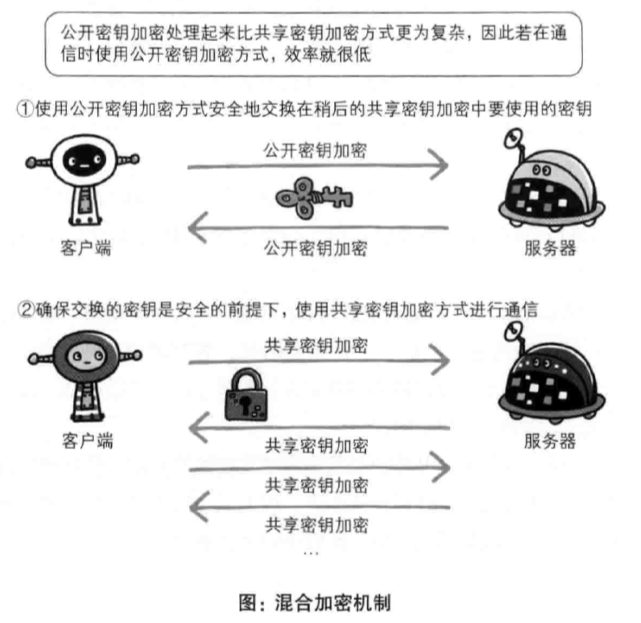 公开密钥加密处理起来比共享密钥加密方式更为复杂，因此若在通
信时使用公开密钥加密方式，效率就很低
①使用公开密钥加密方式安全地交换在稍后的共享密钥加密中要使用的密钥
公开密钥加密
公开密钥加密
客户端
服务器
②确保交换的密钥是安全的前提下，使用共享密钥加密方式进行通信
共享密钥加密
客户端
服务器
共享密钥加密
共享密钥加密
共享密钥加密
…
图：混合加密机制